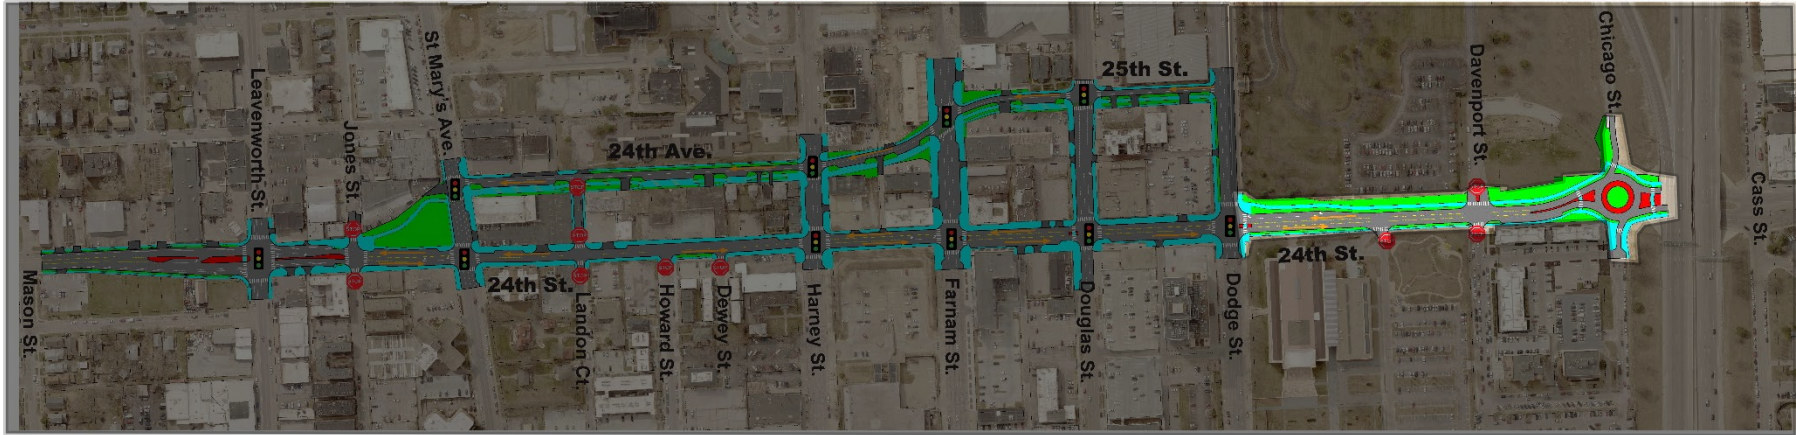 Mason St.
Leavenworth St.
Jones St.
St Mary's Ave.
24th St.
Landon Ct.
24th Ave.
Howard St.
Dewey St.
Harney St.
Farnam St.
25th St.
Douglas St.
Dodge St.
24th St.
Davenport St.
Chicago St.
Cass St.